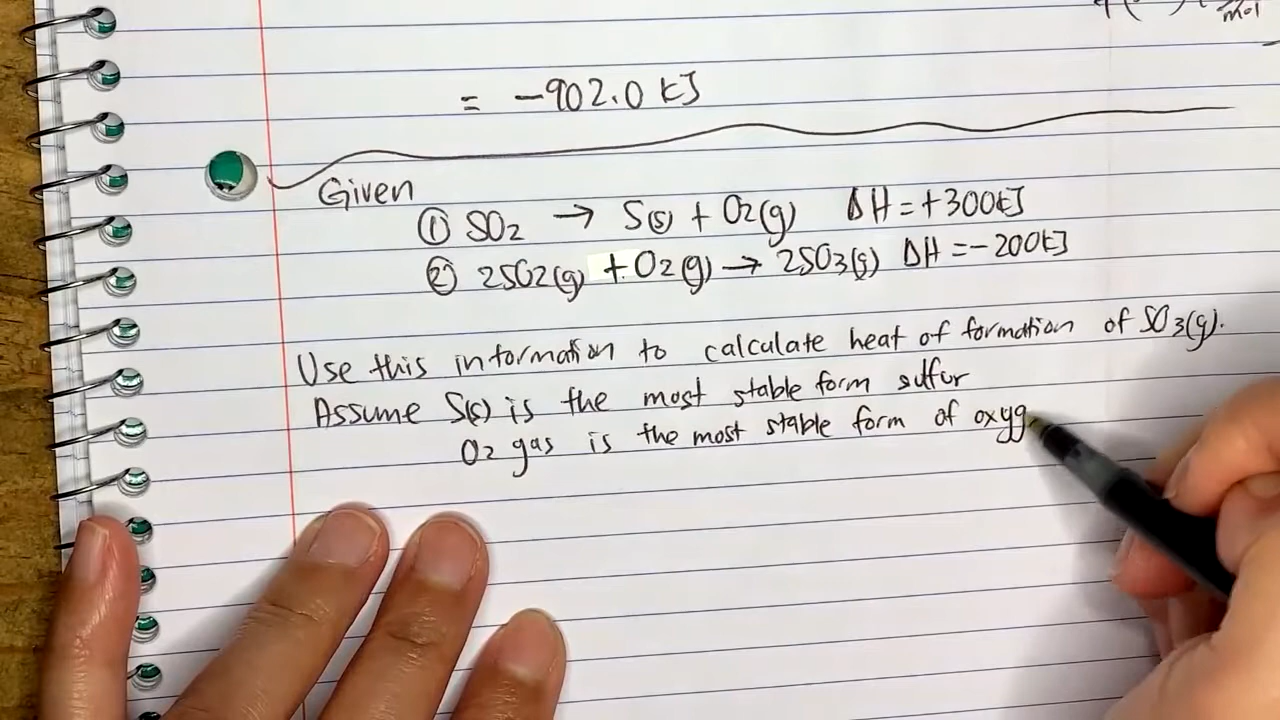 mol
= -902.0 kJ
Given
① SO2 → S(s) + O2(g) ΔH = +300kJ
② 2SO2(g) + O2(g) → 2SO3(g) ΔH = -200kJ
Use this information to calculate heat of formation of SO3(g).
Assume S(s) is the most stable form sulfur
O2 gas is the most stable form of oxyg